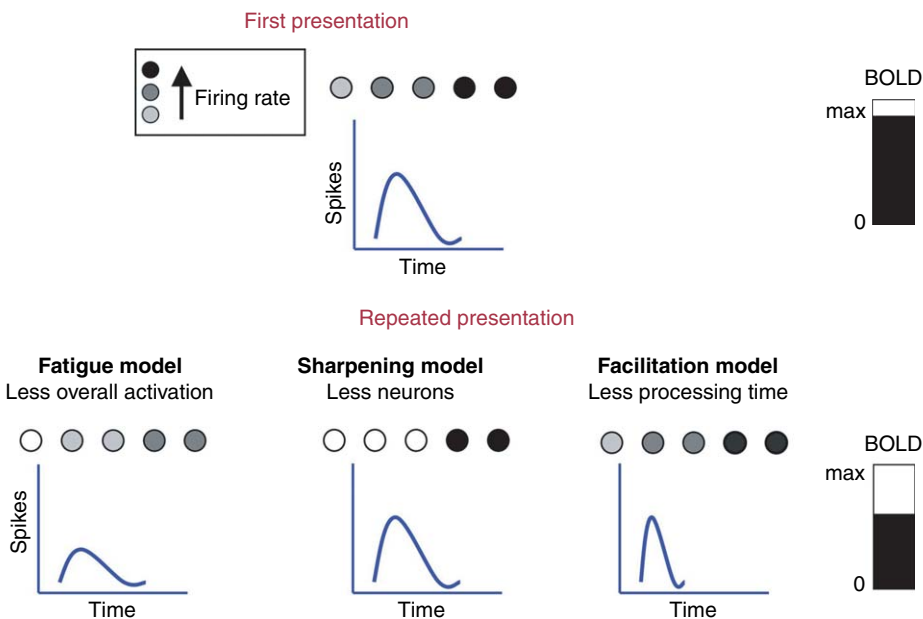 First presentation
Firing rate
BOLD
max
0
Spikes
Time
Repeated presentation
Fatigue model
Less overall activation
Sharpening model
Less neurons
Facilitation model
Less processing time
BOLD
max
0
Spikes
Time
Time
Time